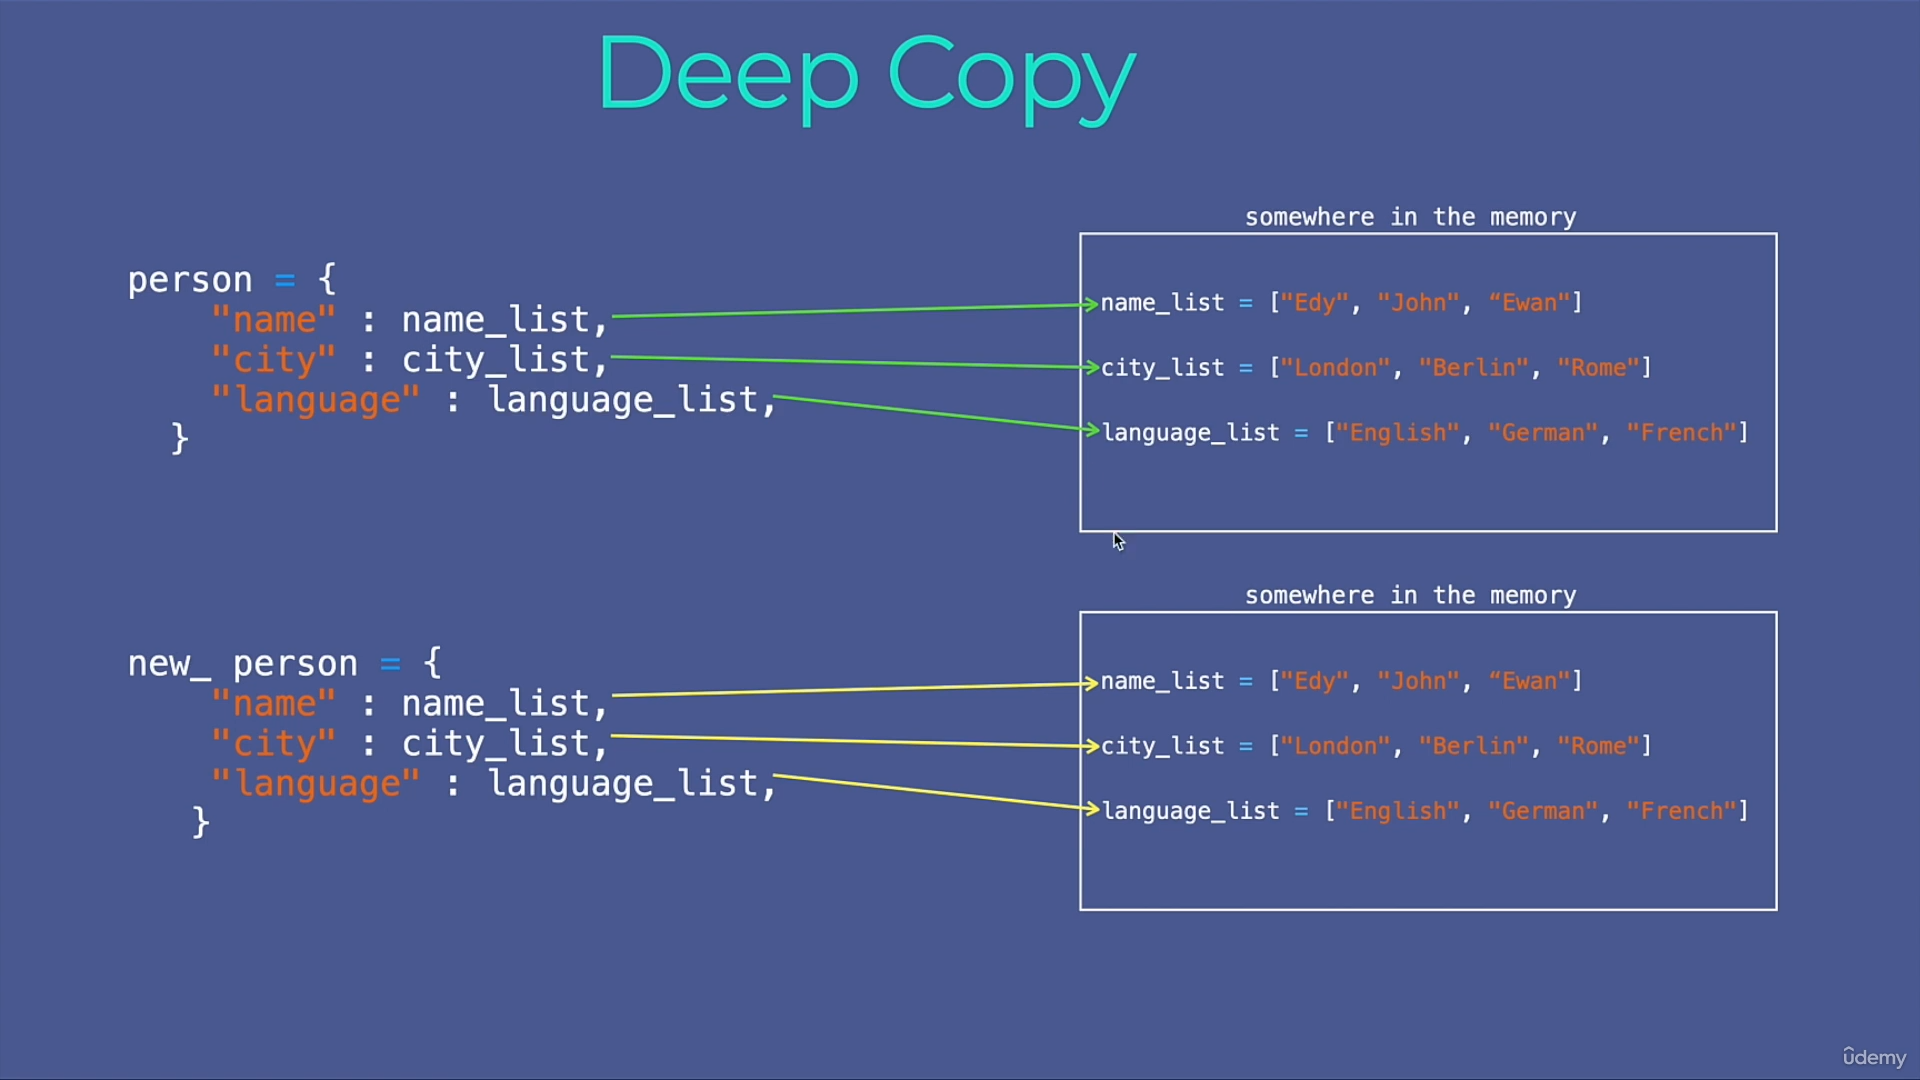 Deep Copy
somewhere in the memory
person = {
"name" : name_list,
"city" : city_list,
"language" : language_list,
}
name_list = ["Edy", "John", “Ewan"]
city_list = ["London", "Berlin", "Rome"]
language_list = ["English", "German", "French"]
somewhere in the memory
new_ person = {
"name" : name_list,
"city" : city_list,
"language" : language_list,
}
name_list = ["Edy", "John", “Ewan"]
city_list = ["London", "Berlin", "Rome"]
language_list = ["English", "German", "French"]
ûdemy